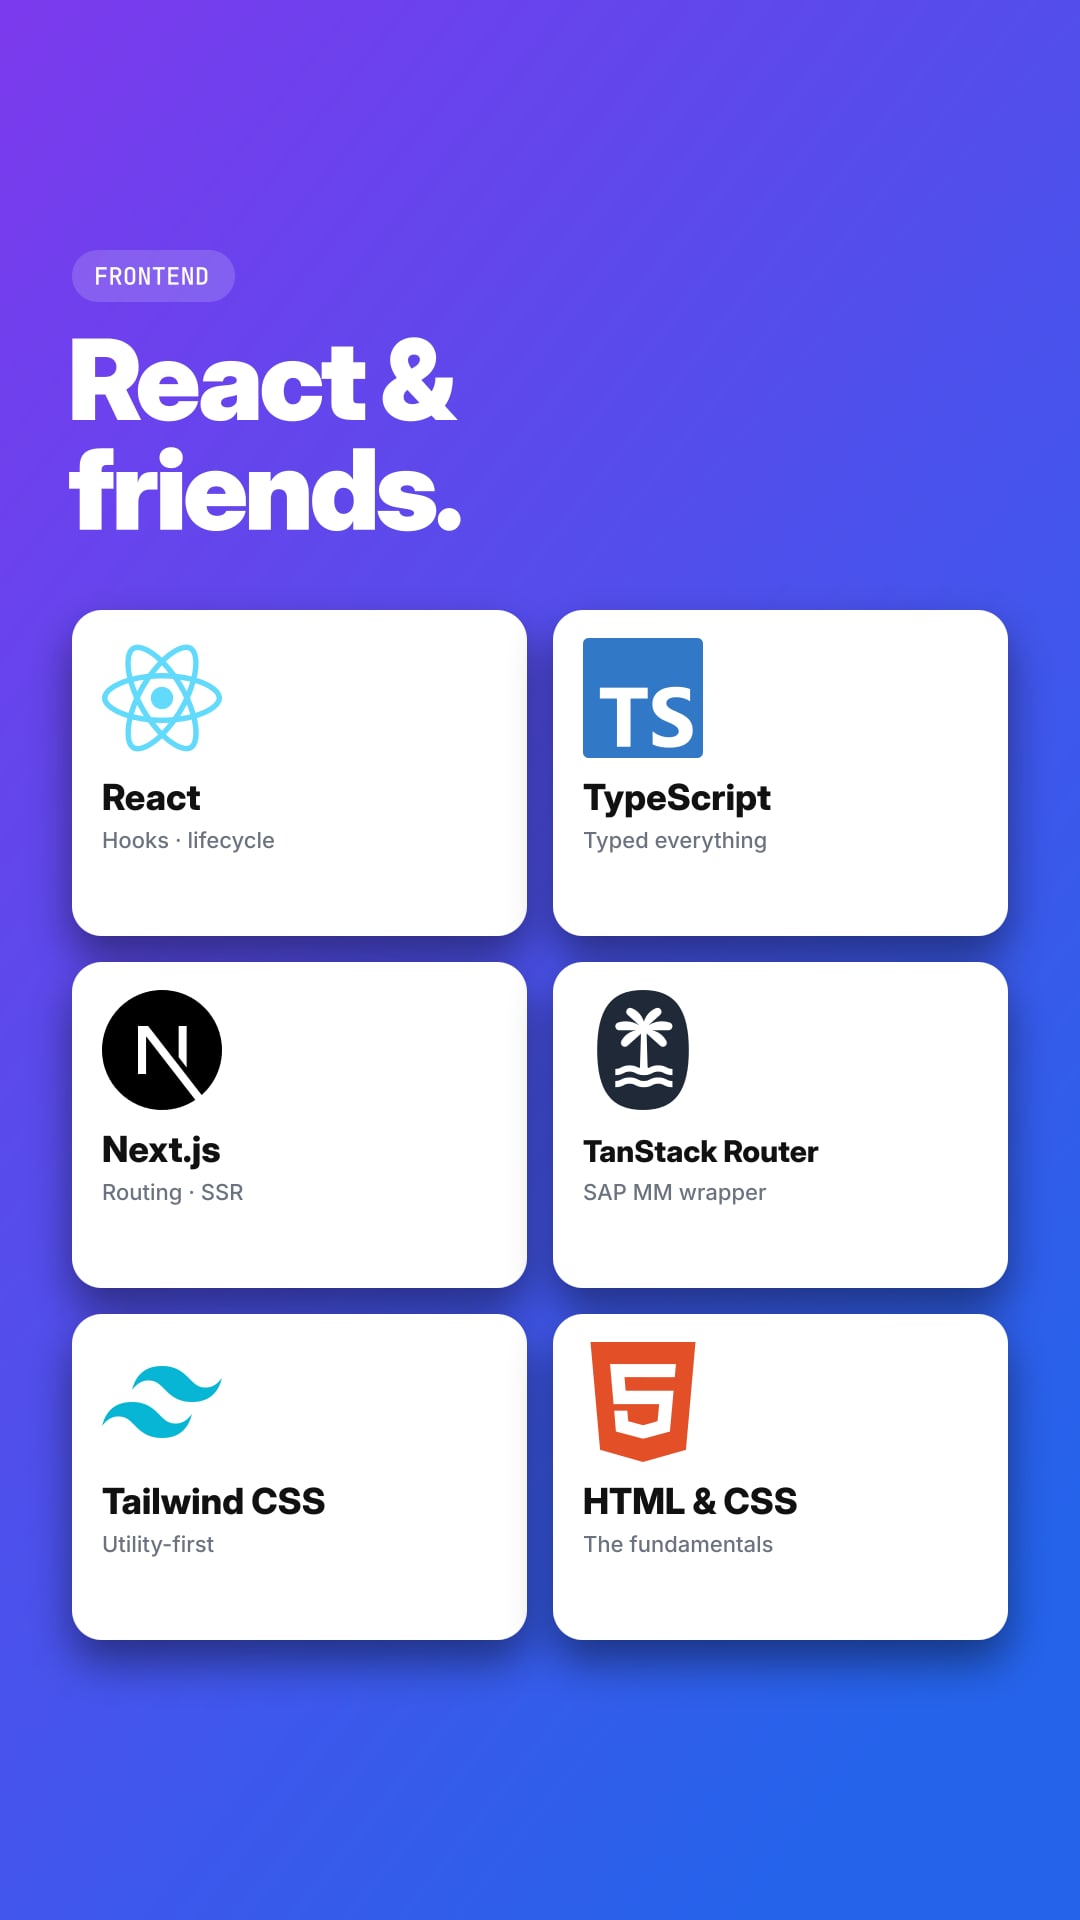 FRONTEND
React &
friends.
React
Hooks · lifecycle
TS
TypeScript
Typed everything
N
Next.js
Routing · SSR
TanStack Router
SAP MM wrapper
Tailwind CSS
Utility-first
5
HTML & CSS
The fundamentals